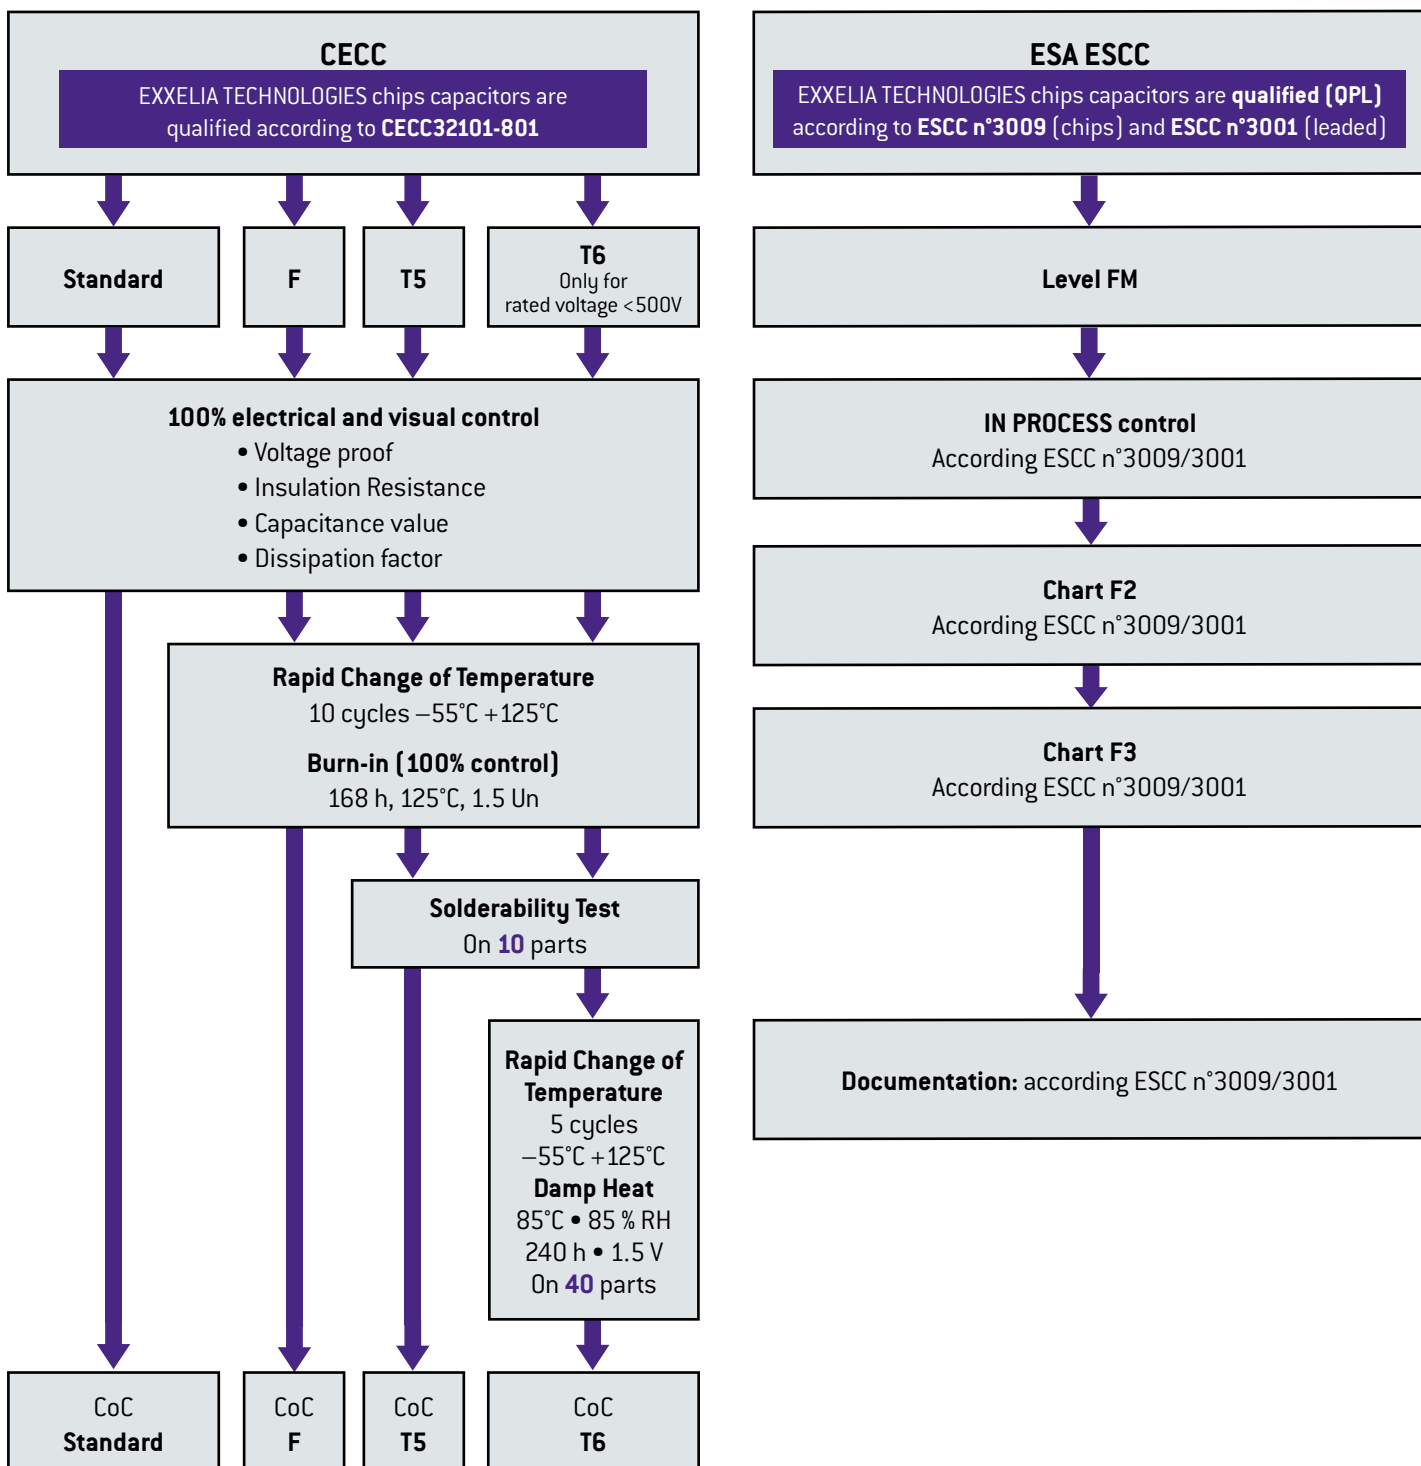 CECC
EXXELIA TECHNOLOGIES chips capacitors are
qualified according to CECC32101-801
Standard
F
T5
T6
Only for
rated voltage <500V
100% electrical and visual control
• Voltage proof
• Insulation Resistance
• Capacitance value
• Dissipation factor
Rapid Change of Temperature
10 cycles –55°C +125°C
Burn-in (100% control)
168 h, 125°C, 1.5 Un
Solderability Test
On 10 parts
Rapid Change of
Temperature
5 cycles
–55°C +125°C
Damp Heat
85°C • 85 % RH
240 h • 1.5 V
On 40 parts
CoC
Standard
CoC
F
CoC
T5
CoC
T6
ESA ESCC
EXXELIA TECHNOLOGIES chips capacitors are qualified (QPL)
according to ESCC n°3009 (chips) and ESCC n°3001 (leaded)
Level FM
IN PROCESS control
According ESCC n°3009/3001
Chart F2
According ESCC n°3009/3001
Chart F3
According ESCC n°3009/3001
Documentation: according ESCC n°3009/3001